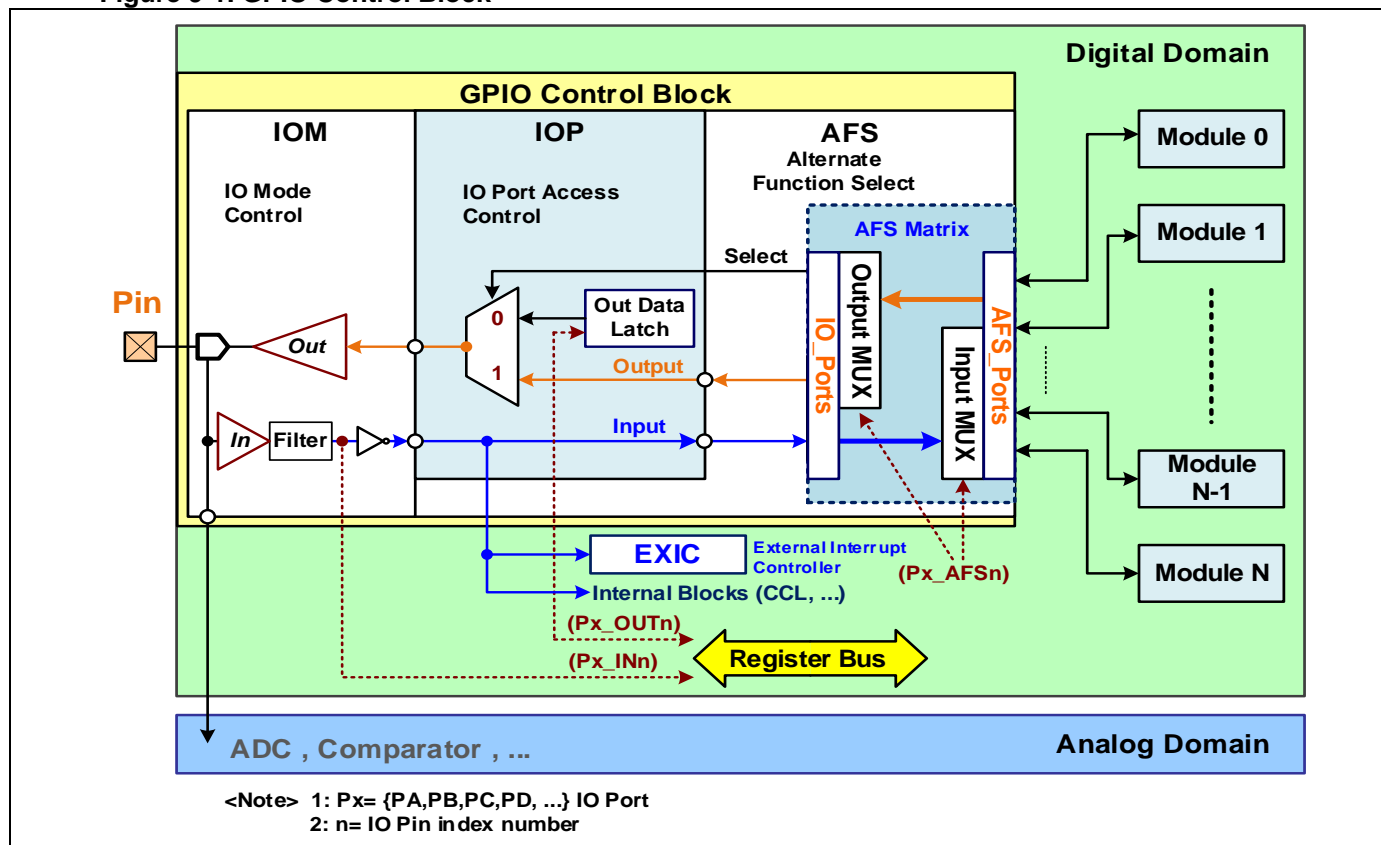 Digital Domain
GPIO Control Block
IOM
IOP
AFS
IO Mode
Control
IO Port Access
Control
Alternate
Function Select
AFS Matrix
Select
Pin
Out
0
1
Out Data
Latch
Output
Input
In
Filter
IO_Ports
Output MUX
Input MUX
AFS_Ports
Module 0
Module 1
Module
N-1
Module N
EXIC
External Interrupt
Controller
Internal Blocks (CCL, ...)
(Px_AFSn)
(Px_OUTn)
(Px_INn)
Register Bus
ADC , Comparator , ...
Analog Domain
<Note> 1: Px= {PA,PB,PC,PD, ...} IO Port
2: n= IO Pin index number